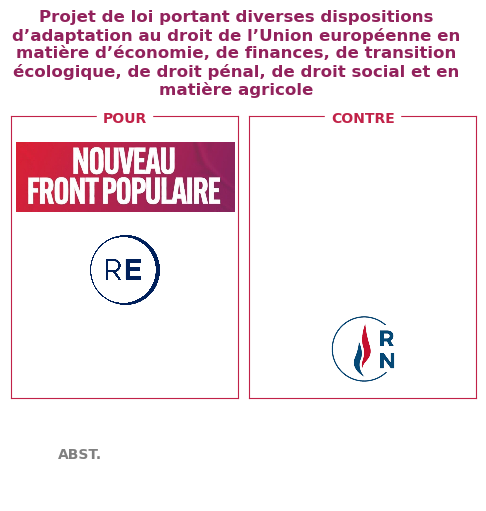 Projet de loi portant diverses dispositions
d’adaptation au droit de l’Union européenne en
matière d’économie, de finances, de transition
écologique, de droit pénal, de droit social et en
matière agricole
POUR
CONTRE
NOUVEAU
FRONT POPULAIRE
RE
R
N
ABST.